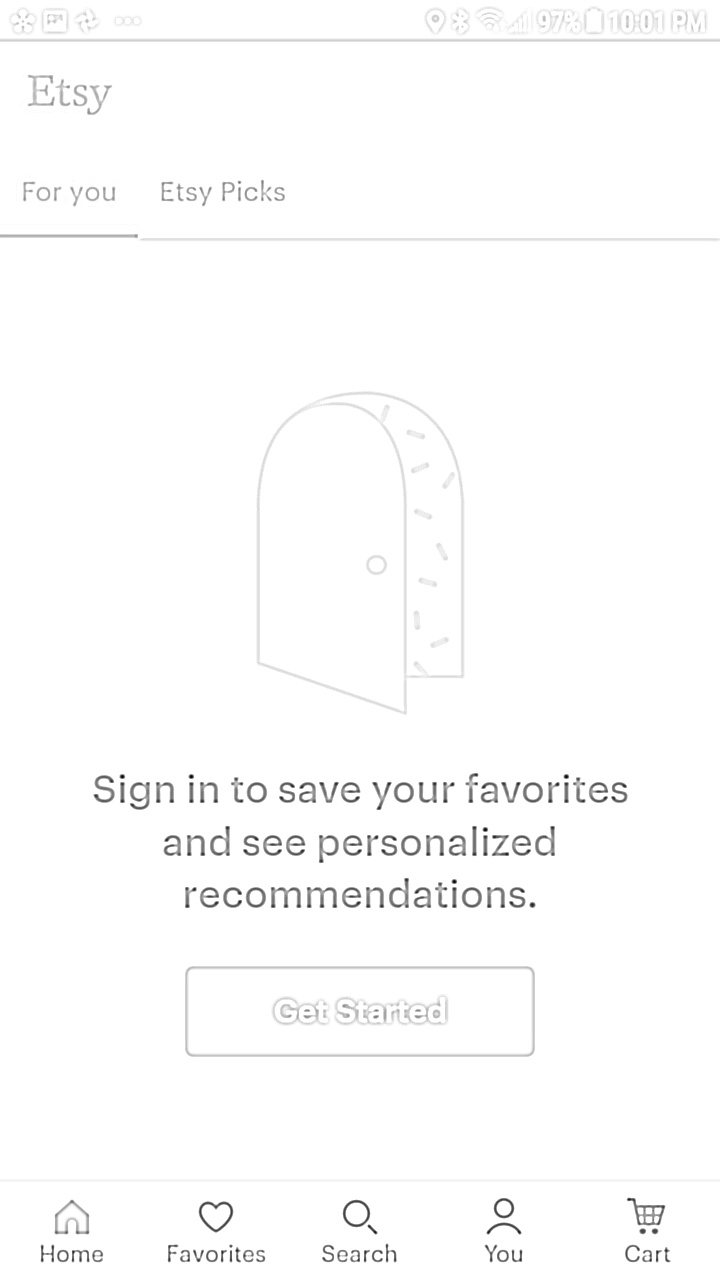 97% 10:01 PM
Etsy
For you Etsy Picks
Sign in to save your favorites
and see personalized
recommendations.
Get Started
Home Favorites Search You Cart